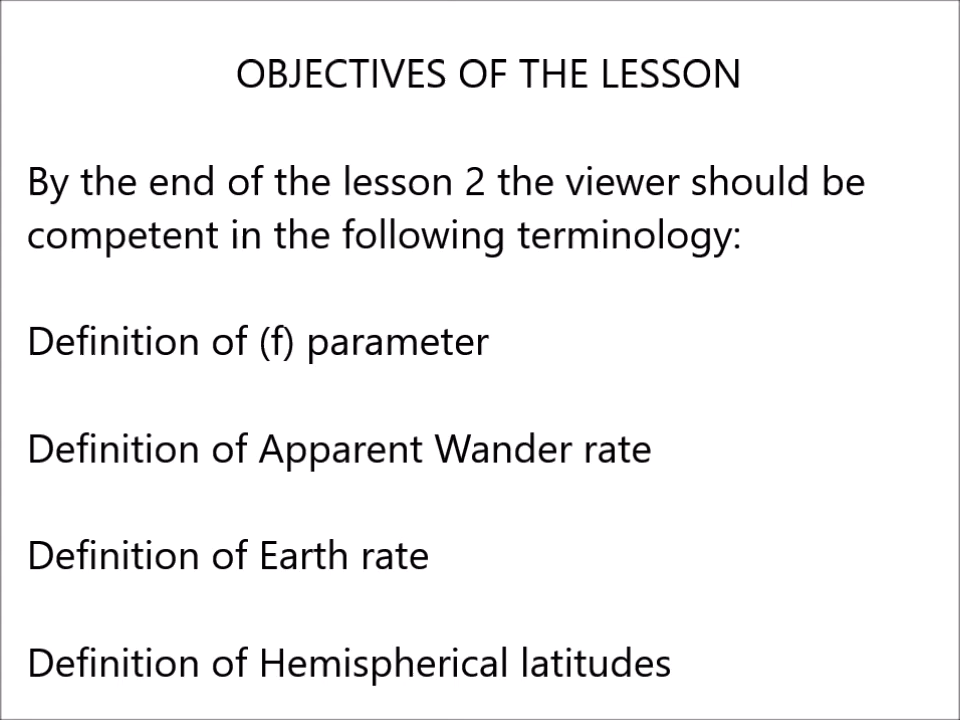 OBJECTIVES OF THE LESSON
By the end of the lesson 2 the viewer should be
competent in the following terminology:
Definition of (f) parameter
Definition of Apparent Wander rate
Definition of Earth rate
Definition of Hemispherical latitudes